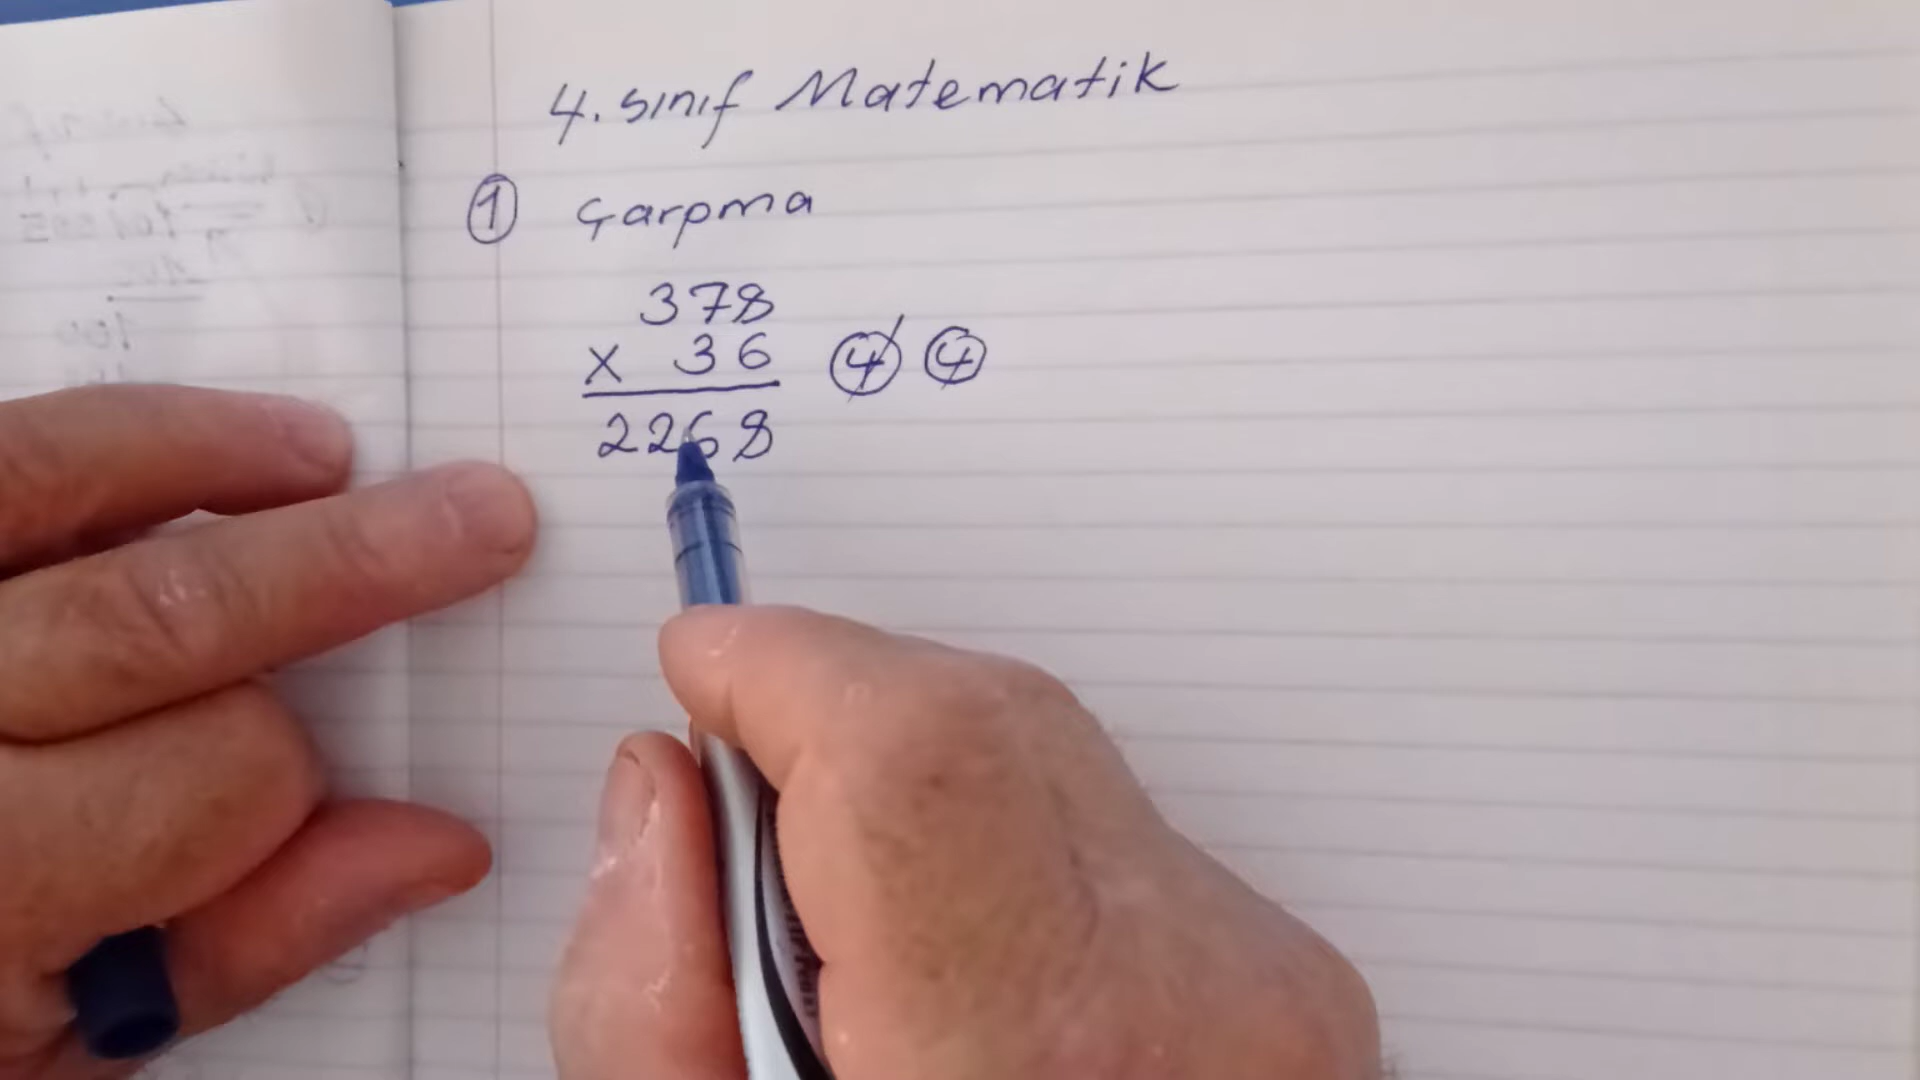 4. sınıf Matematik
① Çarpma
378
x 36 ④ ④
2268